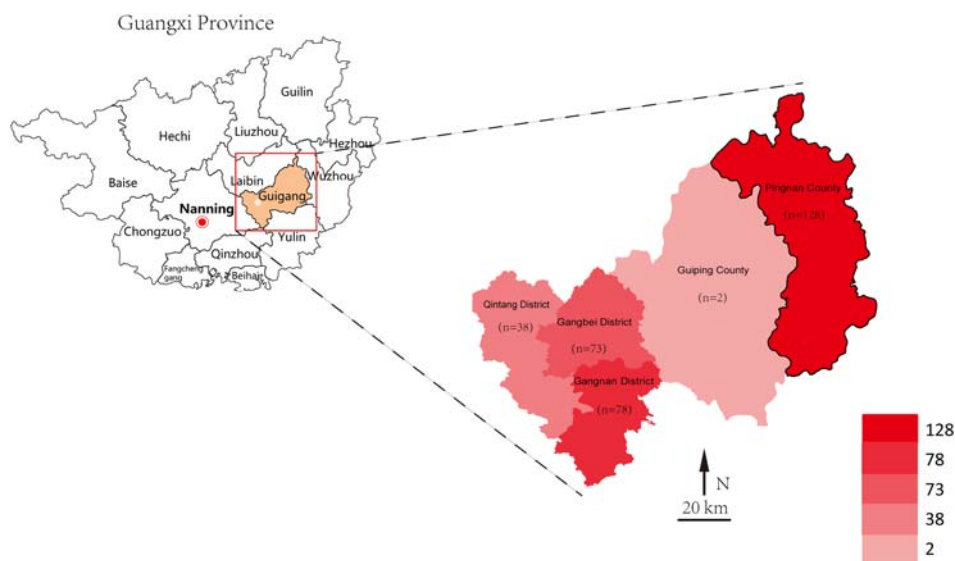 Guangxi Province
Guilin
Hechi
Liuzhou
Hezhou
Baise
Laibin
Wuzhou
Guigang
Nanning
Chongzuo
Yulin
Qinzhou
Fangcheng
gang
Beihair
Pingnan County
(n=128)
Guiping County
(n=2)
Qintang District
(n=38)
Gangbei District
(n=73)
Gangnan District
(n=78)
N
20 km
128
78
73
38
2